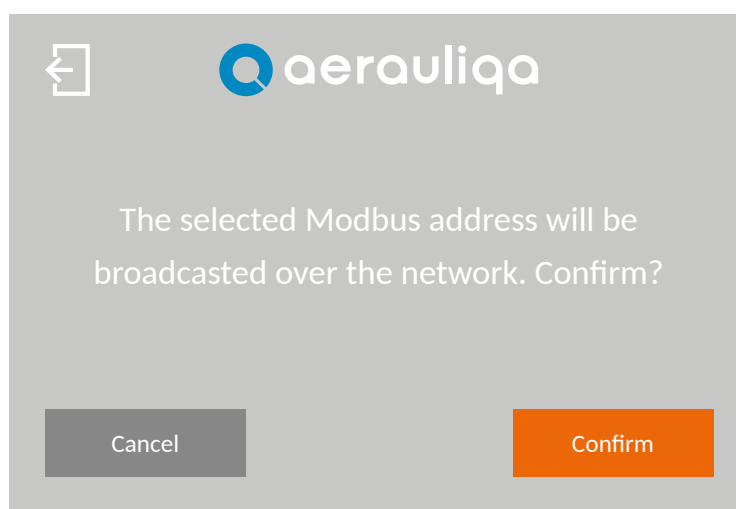 aerauliqa
The selected Modbus address will be
broadcasted over the network. Confirm?
Cancel
Confirm